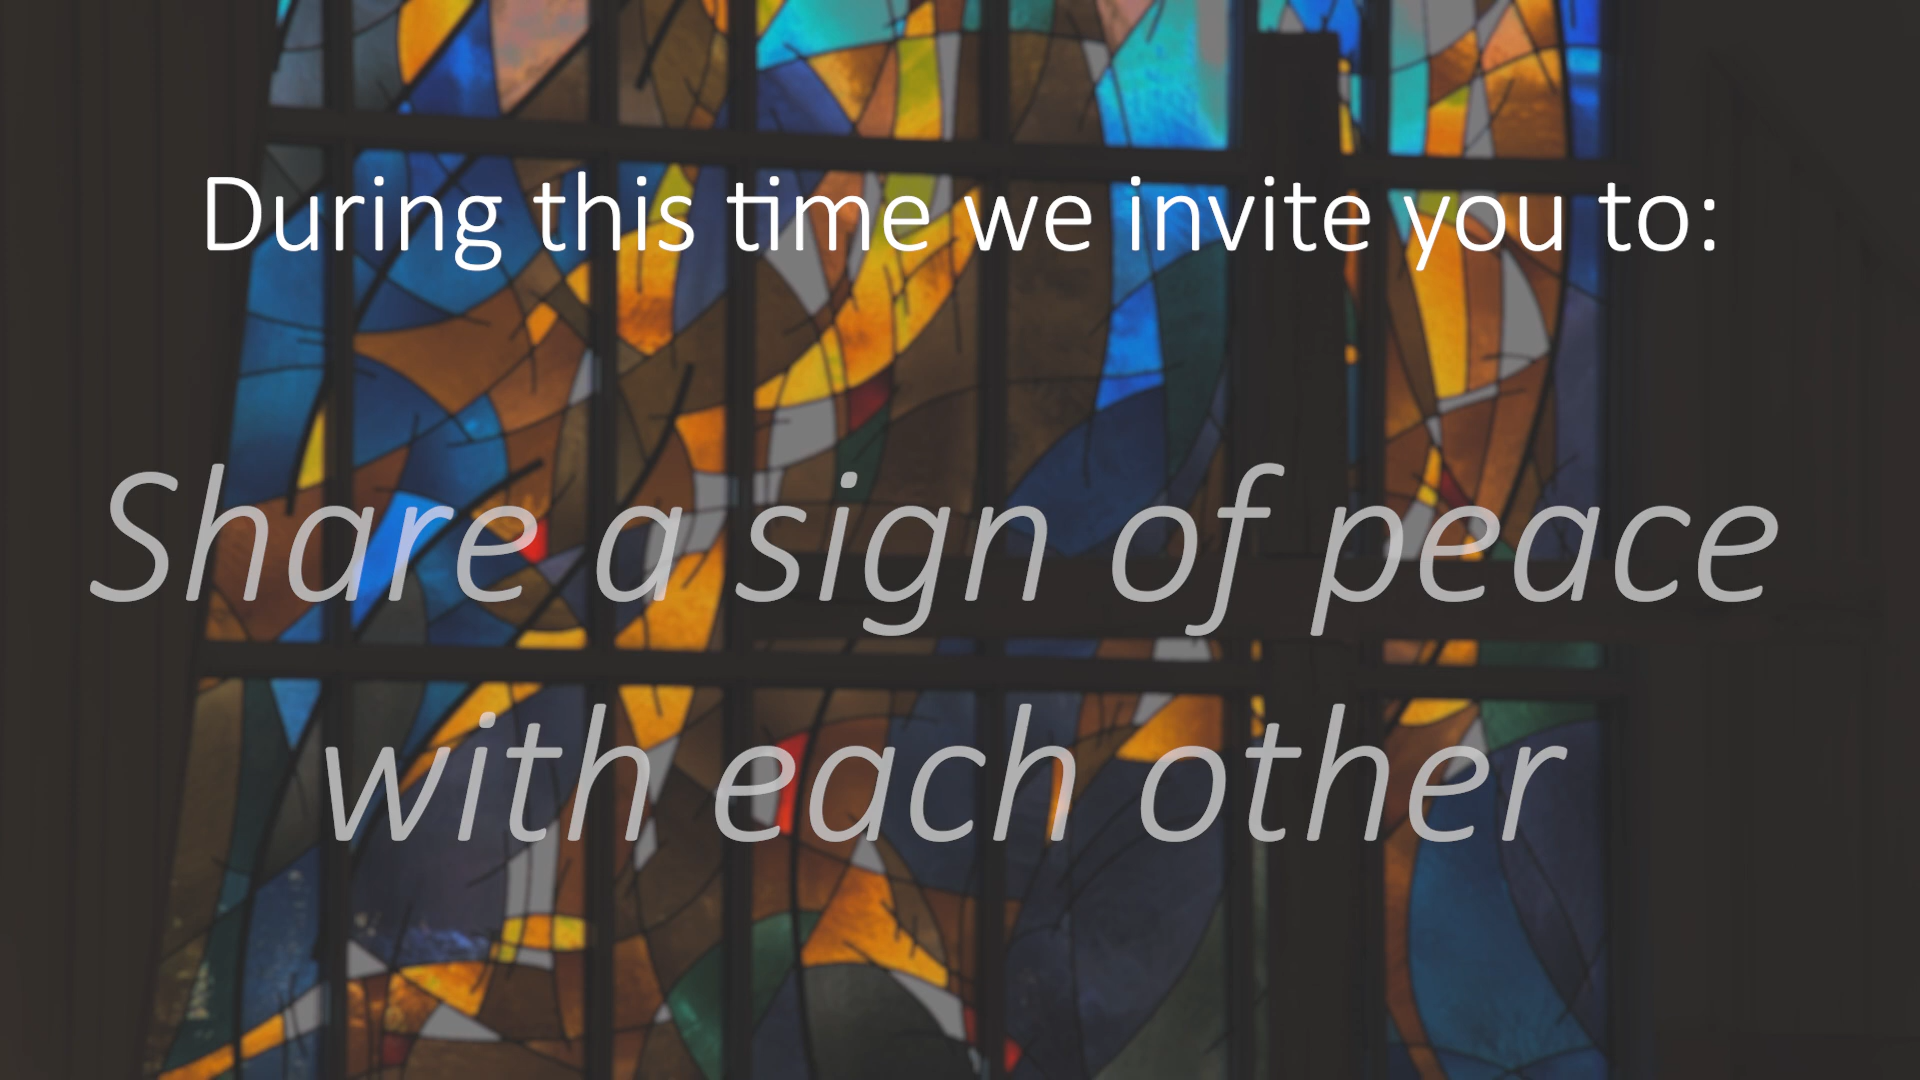 During this time we invite you to:
Share a sign of peace
with each other